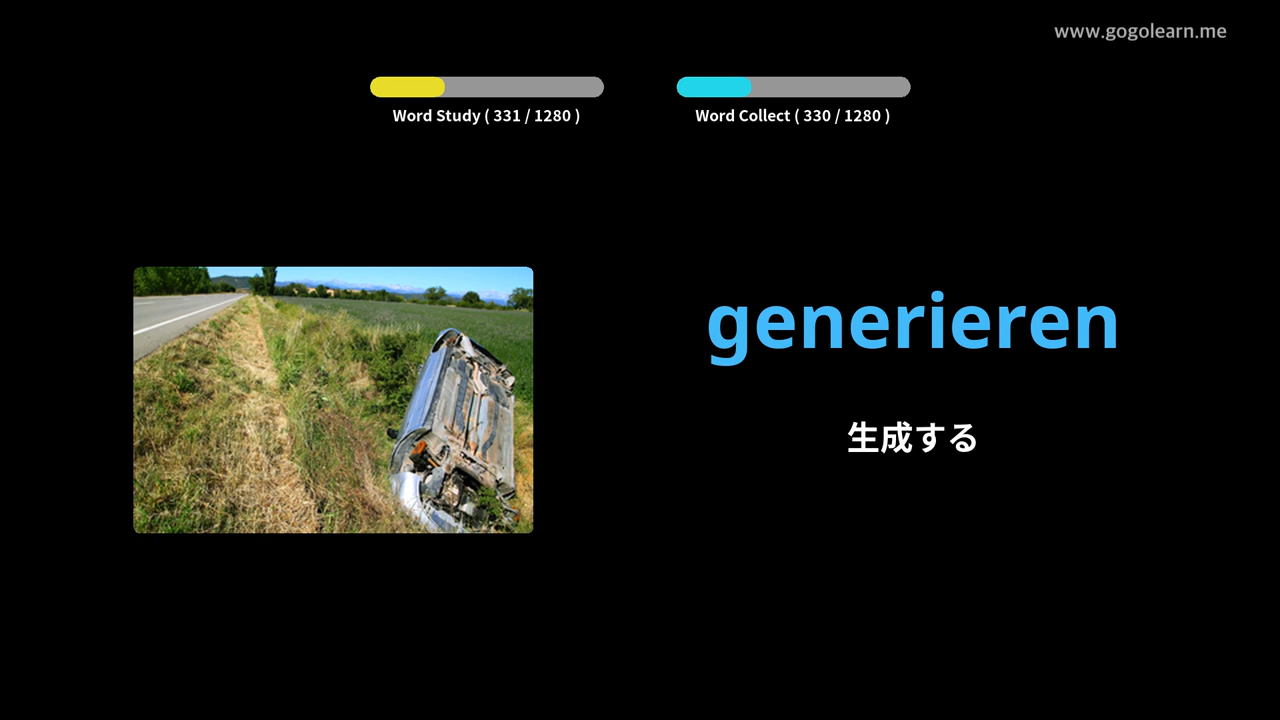 www.gogolearn.me
Word Study ( 331 / 1280 )
Word Collect ( 330 / 1280 )
generieren
生成する